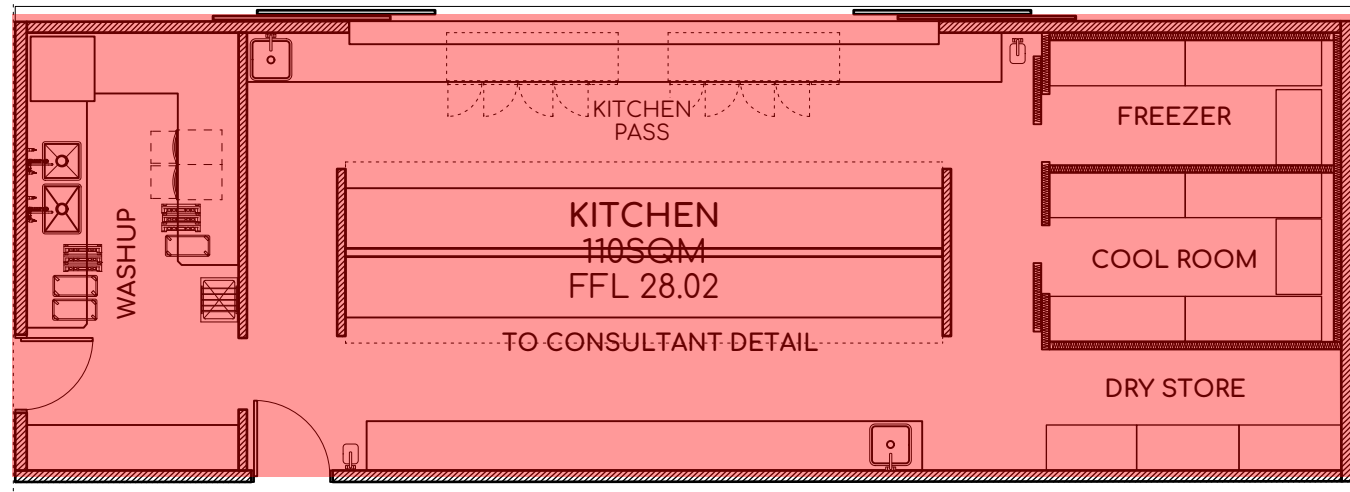 KITCHEN
PASS
FREEZER
KITCHEN
110SQM
FFL 28.02
WASHUP
COOL ROOM
TO CONSULTANT DETAIL
DRY STORE